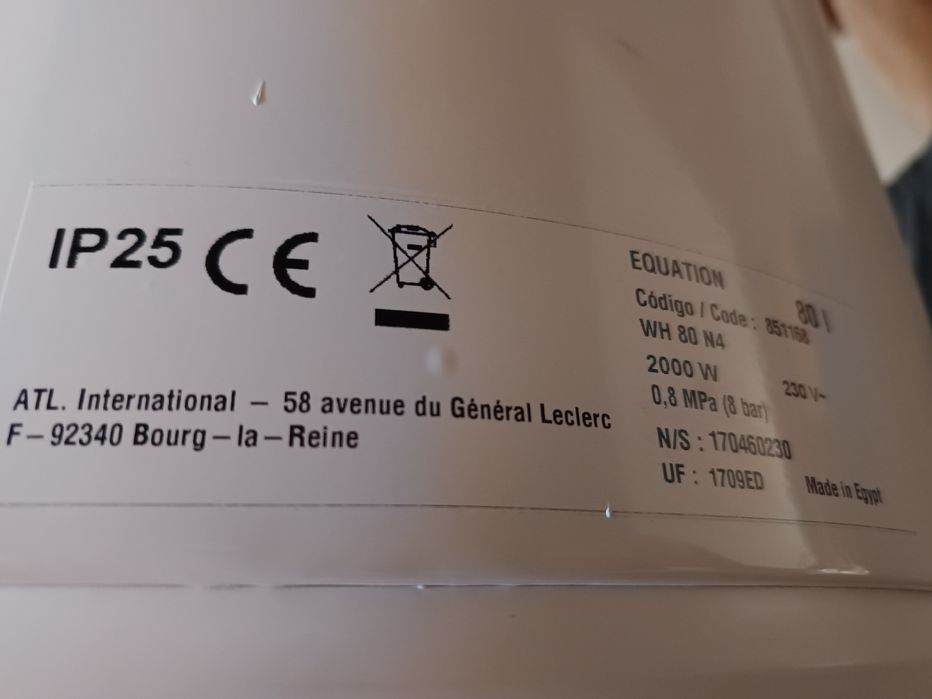 IP25 CE
ATL. International – 58 avenue du Général Leclerc
F–92340 Bourg–la–Reine
EQUATION 80 l
Código / Code : 851168
WH 80 N4
2000 W 230 V~
0,8 MPa (8 bar)
N/S : 170460230
UF : 1709ED Made in Egypt